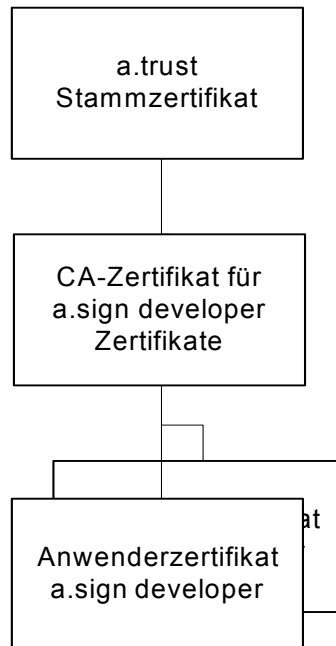 a.trust
Stammzertifikat
CA-Zertifikat für
a.sign developer
Zertifikate
Anwenderzertifikat
a.sign developer